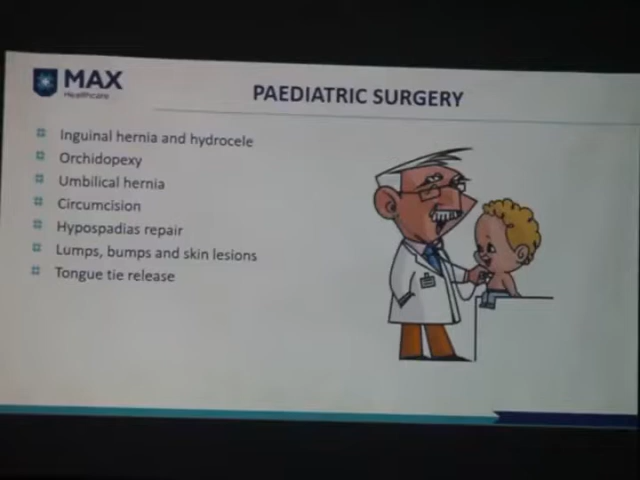 MAX
Healthcare
PAEDIATRIC SURGERY
Inguinal hernia and hydrocele
Orchidopexy
Umbilical hernia
Circumcision
Hypospadias repair
Lumps, bumps and skin lesions
Tongue tie release